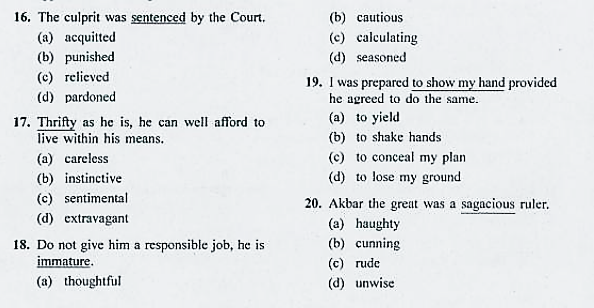 16. The culprit was sentenced by the Court.
(a) acquitted
(b) punished
(c) relieved
(d) pardoned
17. Thrifty as he is, he can well afford to
live within his means.
(a) careless
(b) instinctive
(c) sentimental
(d) extravagant
18. Do not give him a responsible job, he is
immature.
(a) thoughtful
(b) cautious
(c) calculating
(d) seasoned
19. I was prepared to show my hand provided
he agreed to do the same.
(a) to yield
(b) to shake hands
(c) to conceal my plan
(d) to lose my ground
20. Akbar the great was a sagacious ruler.
(a) haughty
(b) cunning
(c) rude
(d) unwise